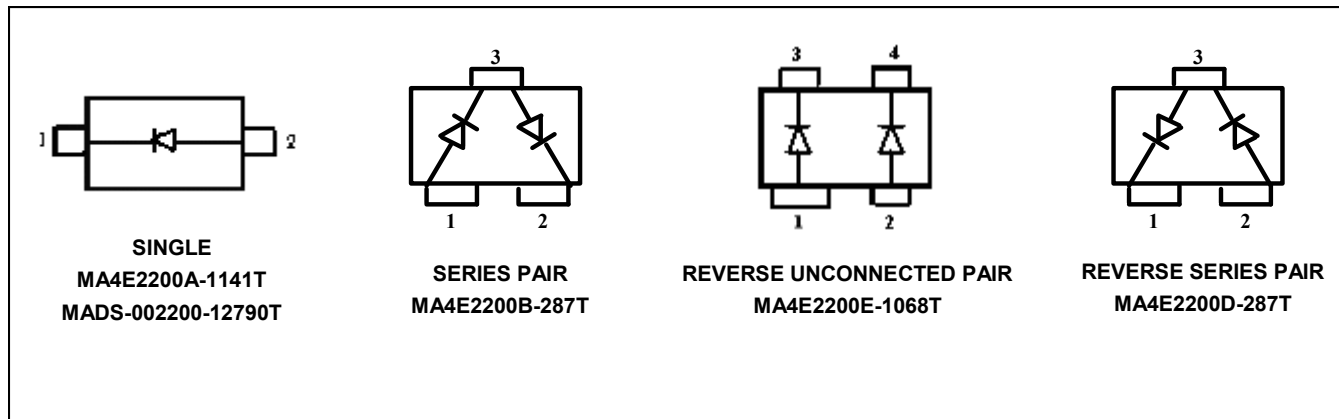 3
3
4
3
1
2
1
2
1
2
1
2
SINGLE
MA4E2200A-1141T
MADS-002200-12790T
SERIES PAIR
MA4E2200B-287T
REVERSE UNCONNECTED PAIR
MA4E2200E-1068T
REVERSE SERIES PAIR
MA4E2200D-287T